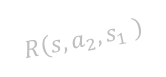 R(s,a₂,s₁ )